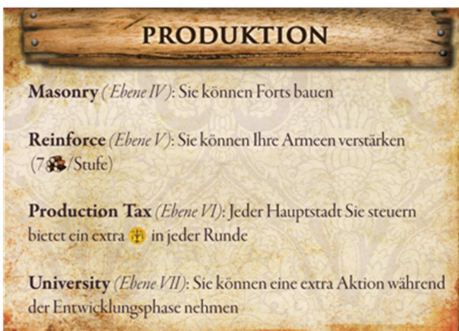 PRODUKTION
Masonry (Ebene IV): Sie können Forts bauen
Reinforce (Ebene V): Sie können Ihre Armeen verstärken
(7 /Stufe)
Production Tax (Ebene VI): Jeder Hauptstadt Sie steuern
bietet ein extra in jeder Runde
University (Ebene VII): Sie können eine extra Aktion während
der Entwicklungsphase nehmen